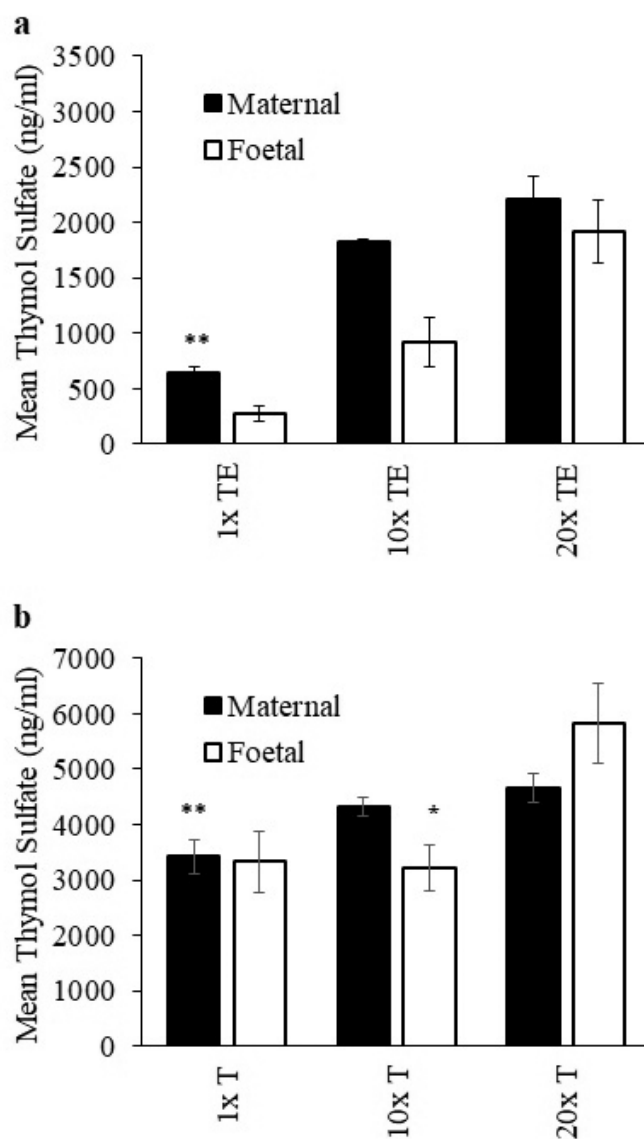 a
Mean Thymol Sulfate (ng/ml)
3500
3000
2500
2000
1500
1000
500
0
Maternal
Foetal
**
1x TE
10x TE
20x TE
b
Mean Thymol Sulfate (ng/ml)
7000
6000
5000
4000
3000
2000
1000
0
Maternal
Foetal
**
*
1x T
10x T
20x T